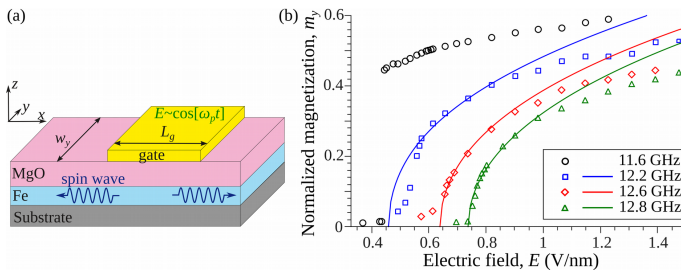 (a)
z
y
x
w_y
E~cos[ω_p t]
L_g
gate
MgO
spin wave
Fe
Substrate
(b)
Normalized magnetization, m_y
0.6
0.4
0.2
0
0.4
0.6
0.8
1
1.2
1.4
Electric field, E (V/nm)
11.6 GHz
12.2 GHz
12.6 GHz
12.8 GHz